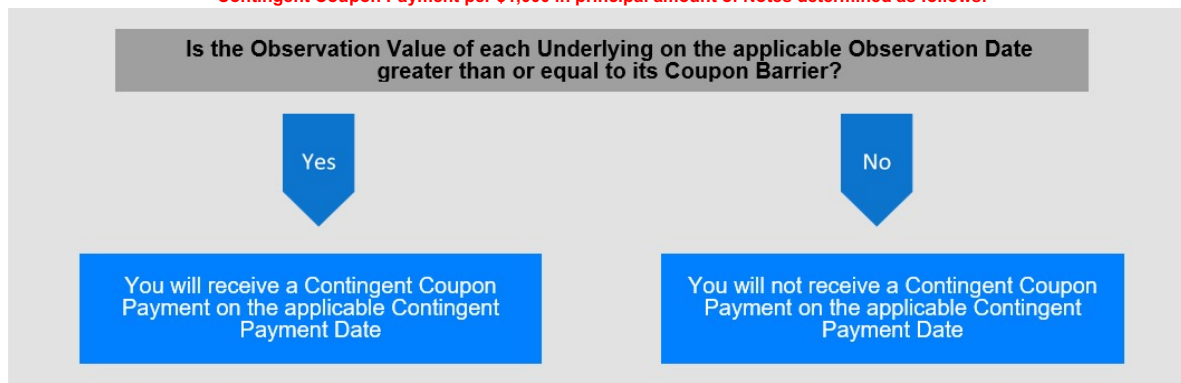 Contingent Coupon Payment per $1,000 in principal amount of Notes determined as follows:
Is the Observation Value of each Underlying on the applicable Observation Date
greater than or equal to its Coupon Barrier?
Yes
No
You will receive a Contingent Coupon
Payment on the applicable Contingent
Payment Date
You will not receive a Contingent Coupon
Payment on the applicable Contingent
Payment Date